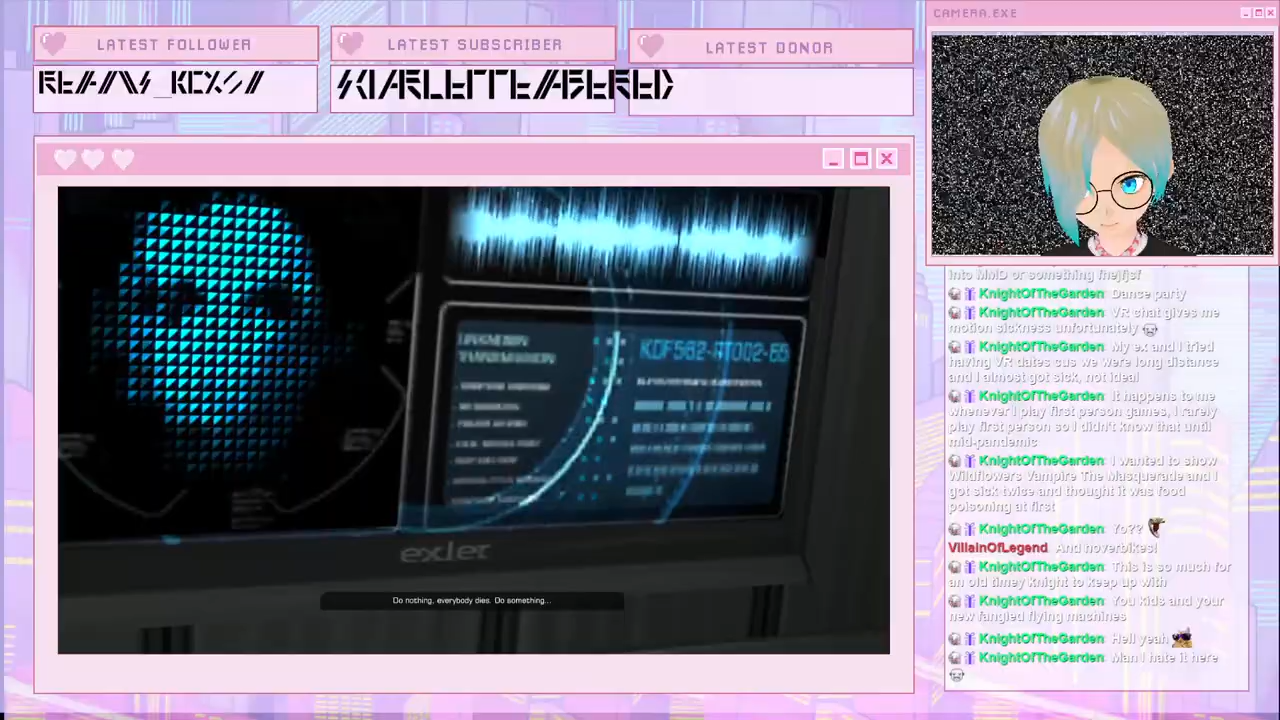 LATEST FOLLOWER
LATEST SUBSCRIBER
LATEST DONOR
CAMERA.EXE
KDF562-RT002-65
exler
Do nothing, everybody dies. Do something...
into MMD or something
KnightOfTheGarden: Dance party
KnightOfTheGarden: VR chat gives me
motion sickness unfortunately
KnightOfTheGarden: My ex and I tried
having VR dates cus we were long distance
and I almost got sick, not ideal
KnightOfTheGarden: It happens to me
whenever I play first person games, I rarely
play first person so I didn't know that until
mid-pandemic
KnightOfTheGarden: I wanted to show
Wildflowers Vampire The Masquerade and I
got sick twice and thought it was food
poisoning at first
KnightOfTheGarden: Yo??
VillainOfLegend: And hoverbikes!
KnightOfTheGarden: This is so much for
an old timey knight to keep up with
KnightOfTheGarden: You kids and your
new fangled flying machines
KnightOfTheGarden: Hell yeah
KnightOfTheGarden: Man I hate it here